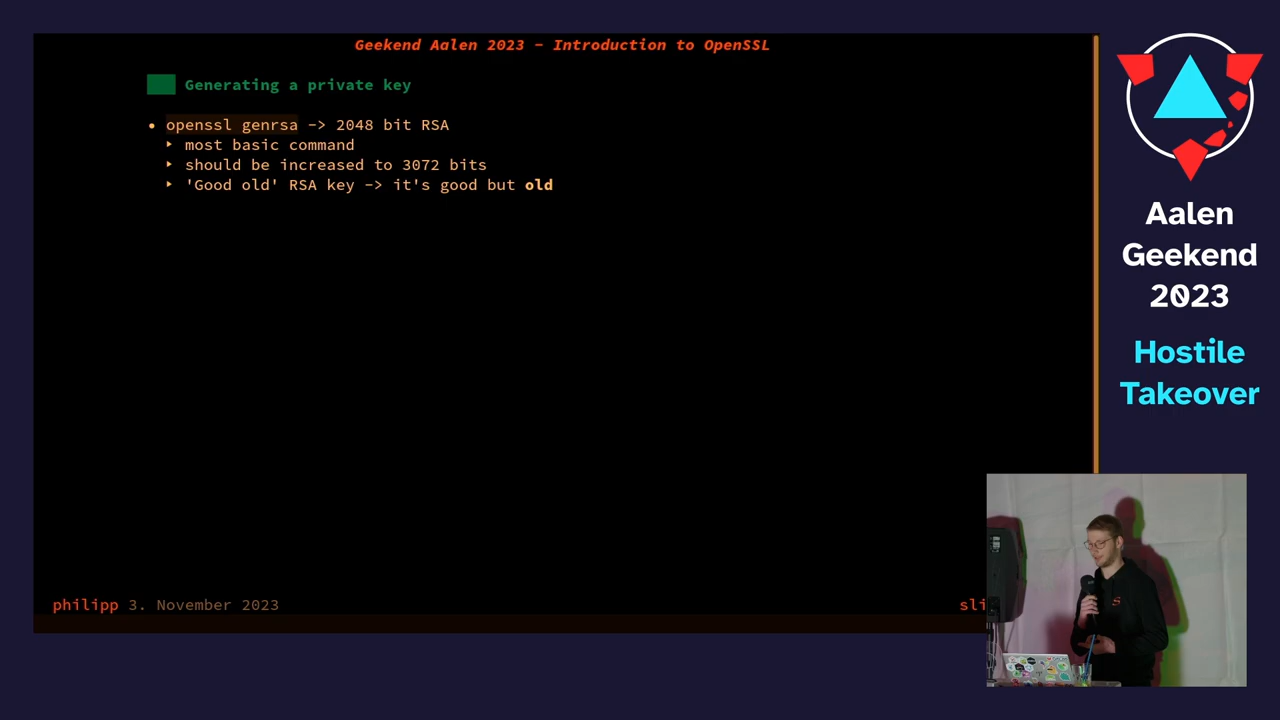 Geekend Aalen 2023 - Introduction to OpenSSL
Generating a private key
• openssl genrsa -> 2048 bit RSA
‣ most basic command
‣ should be increased to 3072 bits
‣ 'Good old' RSA key -> it's good but old
philipp 3. November 2023
sli
Aalen
Geekend
2023
Hostile
Takeover